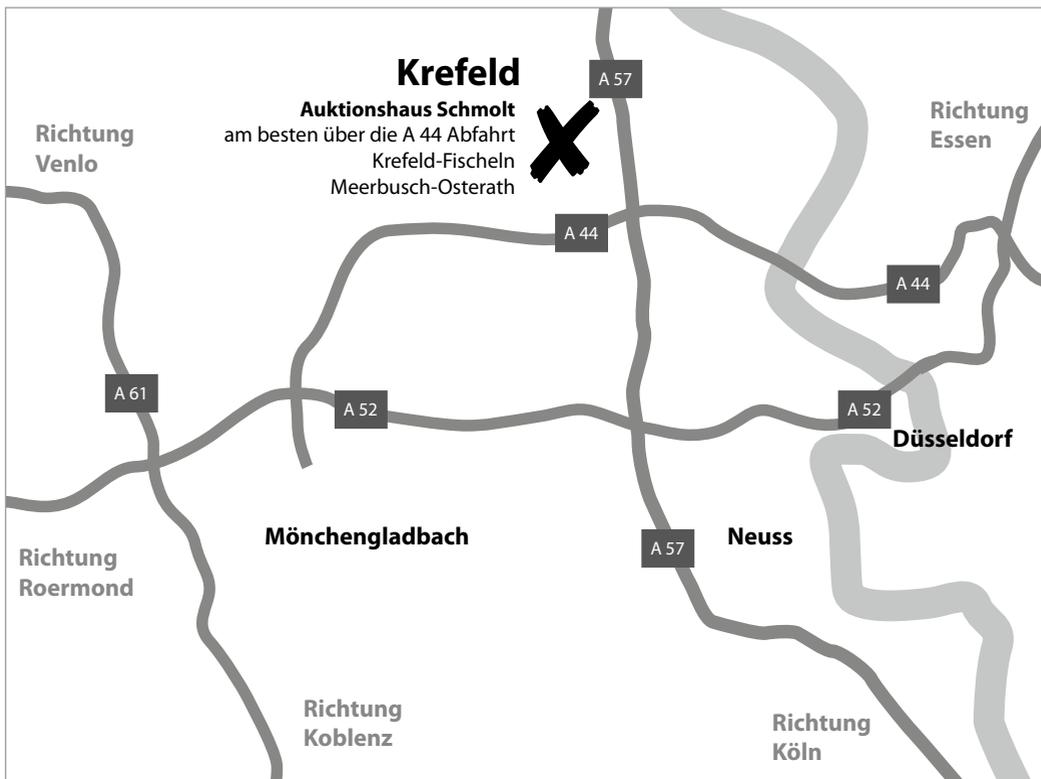 Krefeld
A 57
Auktionshaus Schmolt
am besten über die A 44 Abfahrt
Krefeld-Fischeln
Meerbusch-Osterath
Richtung
Venlo
Richtung
Essen
A 44
A 44
A 61
A 52
A 52
Düsseldorf
Mönchengladbach
A 57
Neuss
Richtung
Roermond
Richtung
Koblenz
Richtung
Köln